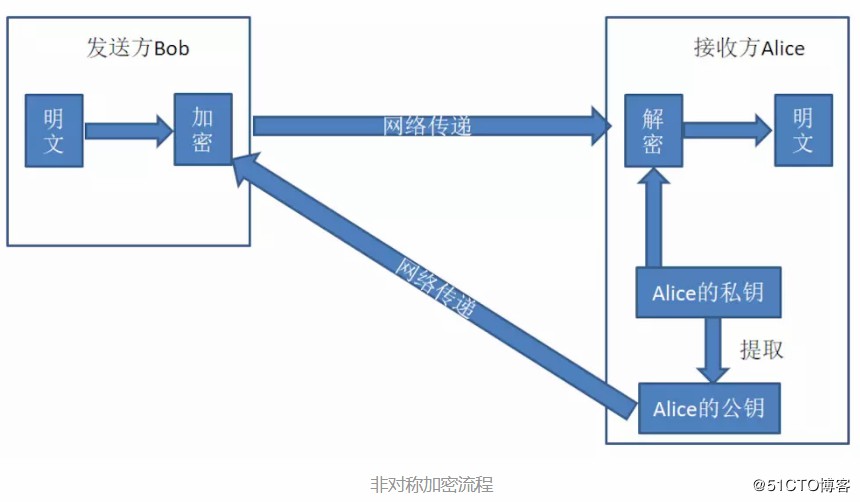 发送方Bob
接收方Alice
明文
加密
网络传递
解密
明文
网络传递
Alice的私钥
提取
Alice的公钥
非对称加密流程
@51CTO博客